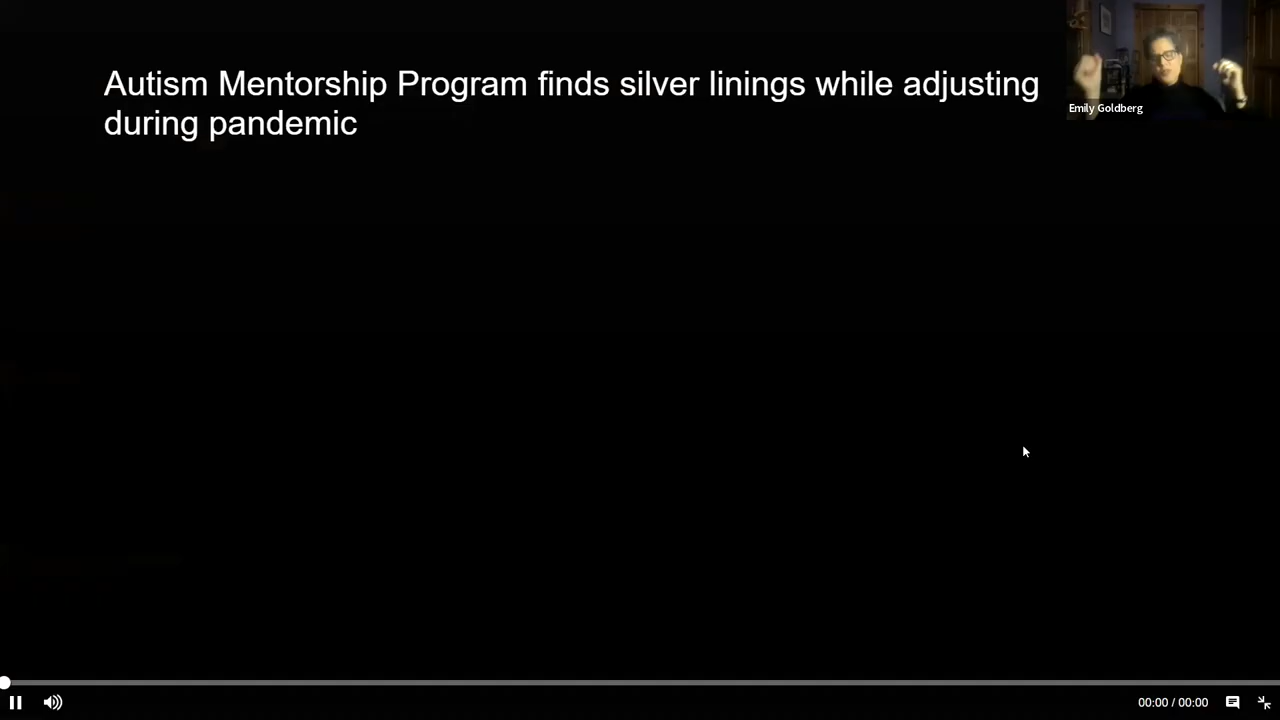 Autism Mentorship Program finds silver linings while adjusting
during pandemic
Emily Goldberg
00:00 / 00:00